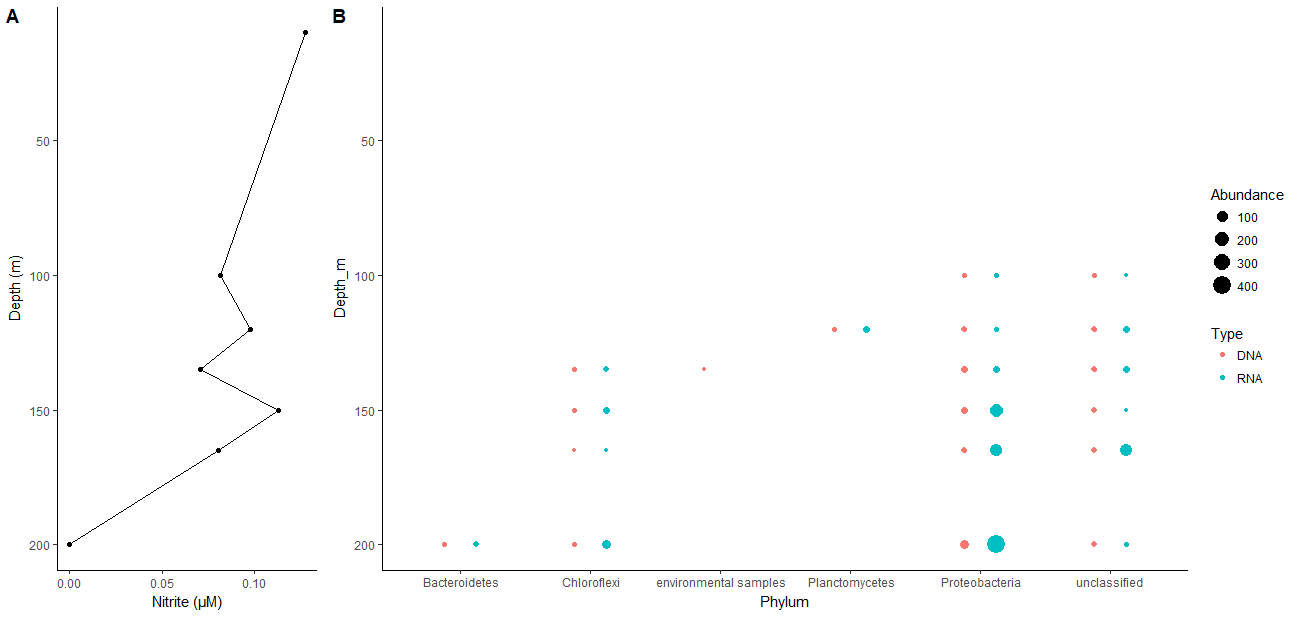 A
50
100
150
200
Depth (m)
0.00 0.05 0.10
Nitrite (µM)
B
50
100
150
200
Depth_m
Bacteroidetes Chloroflexi environmental samples Planctomycetes Proteobacteria unclassified
Phylum
Abundance
100
200
300
400
Type
DNA
RNA